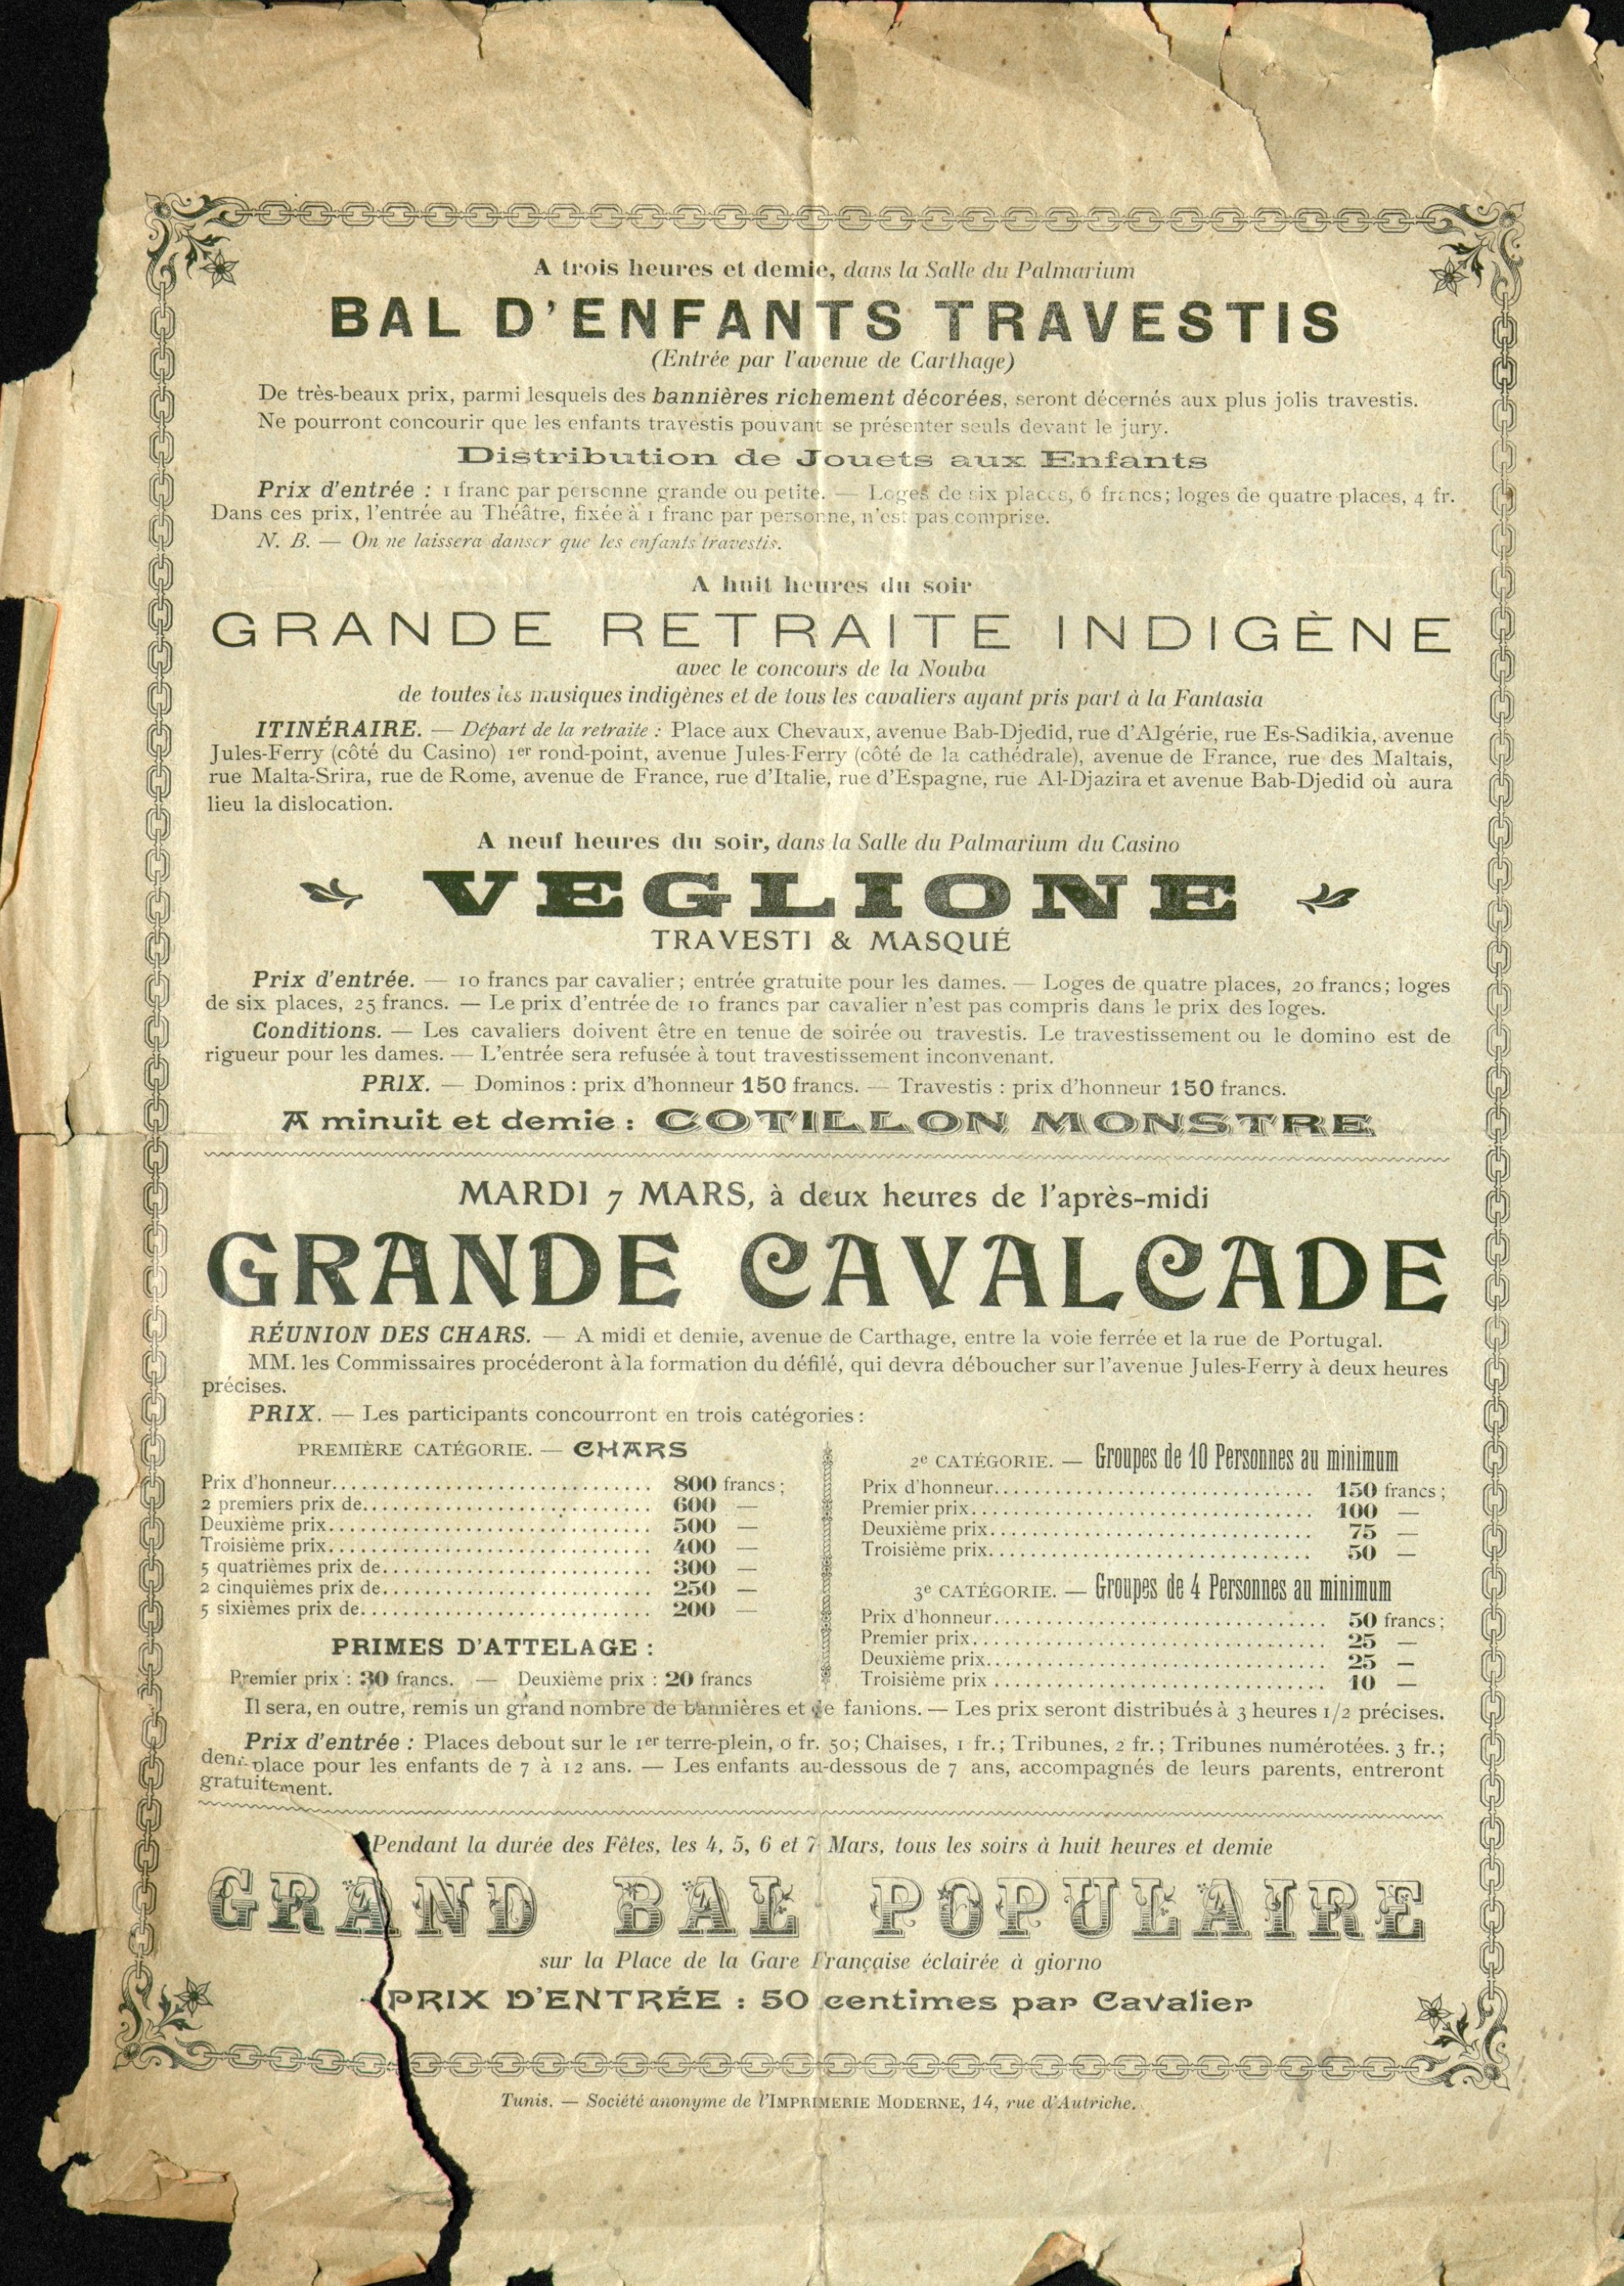 A trois heures et demie, dans la Salle du Palmarium
BAL D'ENFANTS TRAVESTIS
(Entrée par l'avenue de Carthage)
De très-beaux prix, parmi lesquels des bannières richement décorées, seront décernés aux plus jolis travestis.
Ne pourront concourir que les enfants travestis pouvant se présenter seuls devant le jury.
Distribution de Jouets aux Enfants
Prix d'entrée : 1 franc par personne grande ou petite. — Loges de six places, 6 francs; loges de quatre places, 4 fr.
Dans ces prix, l'entrée au Théâtre, fixée à 1 franc par personne, n'est pas comprise.
N. B. — On ne laissera danser que les enfants travestis.
A huit heures du soir
GRANDE RETRAITE INDIGÈNE
avec le concours de la Nouba
de toutes les musiques indigènes et de tous les cavaliers ayant pris part à la Fantasia
ITINÉRAIRE. — Départ de la retraite : Place aux Chevaux, avenue Bab-Djedid, rue d'Algérie, rue Es-Sadikia, avenue
Jules-Ferry (côté du Casino) 1er rond-point, avenue Jules-Ferry (côté de la cathédrale), avenue de France, rue des Maltais,
rue Malta-Srira, rue de Rome, avenue de France, rue d'Italie, rue d'Espagne, rue Al-Djazira et avenue Bab-Djedid où aura
lieu la dislocation.
A neuf heures du soir, dans la Salle du Palmarium du Casino
VEGLIONE
TRAVESTI & MASQUÉ
Prix d'entrée. — 10 francs par cavalier; entrée gratuite pour les dames. — Loges de quatre places, 20 francs; loges
de six places, 25 francs. — Le prix d'entrée de 10 francs par cavalier n'est pas compris dans le prix des loges.
Conditions. — Les cavaliers doivent être en tenue de soirée ou travestis. Le travestissement ou le domino est de
rigueur pour les dames. — L'entrée sera refusée à tout travestissement inconvenant.
PRIX. — Dominos : prix d'honneur 150 francs. — Travestis : prix d'honneur 150 francs.
A minuit et demie : COTILLON MONSTRE
MARDI 7 MARS, à deux heures de l'après-midi
GRANDE CAVALCADE
RÉUNION DES CHARS. — A midi et demie, avenue de Carthage, entre la voie ferrée et la rue de Portugal.
MM. les Commissaires procéderont à la formation du défilé, qui devra déboucher sur l'avenue Jules-Ferry à deux heures
précises.
PRIX. — Les participants concourront en trois catégories :
PREMIÈRE CATÉGORIE. — CHARS
Prix d'honneur.............................. 800 francs;
2 premiers prix de.......................... 600 —
Deuxième prix.............................. 500 —
Troisième prix.............................. 400 —
5 quatrièmes prix de........................ 300 —
2 cinquièmes prix de........................ 250 —
5 sixièmes prix de.......................... 200 —
PRIMES D'ATTELAGE :
Premier prix : 30 francs. — Deuxième prix : 20 francs
2e CATÉGORIE. — Groupes de 10 Personnes au minimum
Prix d'honneur.............................. 150 francs;
Premier prix................................ 100 —
Deuxième prix.............................. 75 —
Troisième prix.............................. 50 —
3e CATÉGORIE. — Groupes de 4 Personnes au minimum
Prix d'honneur.............................. 50 francs;
Premier prix................................ 25 —
Deuxième prix.............................. 25 —
Troisième prix.............................. 10 —
Il sera, en outre, remis un grand nombre de bannières et de fanions. — Les prix seront distribués à 3 heures 1/2 précises.
Prix d'entrée : Places debout sur le 1er terre-plein, 0 fr. 50; Chaises, 1 fr.; Tribunes, 2 fr.; Tribunes numérotées. 3 fr.;
demi-place pour les enfants de 7 à 12 ans. — Les enfants au-dessous de 7 ans, accompagnés de leurs parents, entreront
gratuitement.
Pendant la durée des Fêtes, les 4, 5, 6 et 7 Mars, tous les soirs à huit heures et demie
GRAND BAL POPULAIRE
sur la Place de la Gare Française éclairée à giorno
PRIX D'ENTRÉE : 50 centimes par Cavalier
Tunis. — Société anonyme de l'IMPRIMERIE MODERNE, 14, rue d'Autriche.